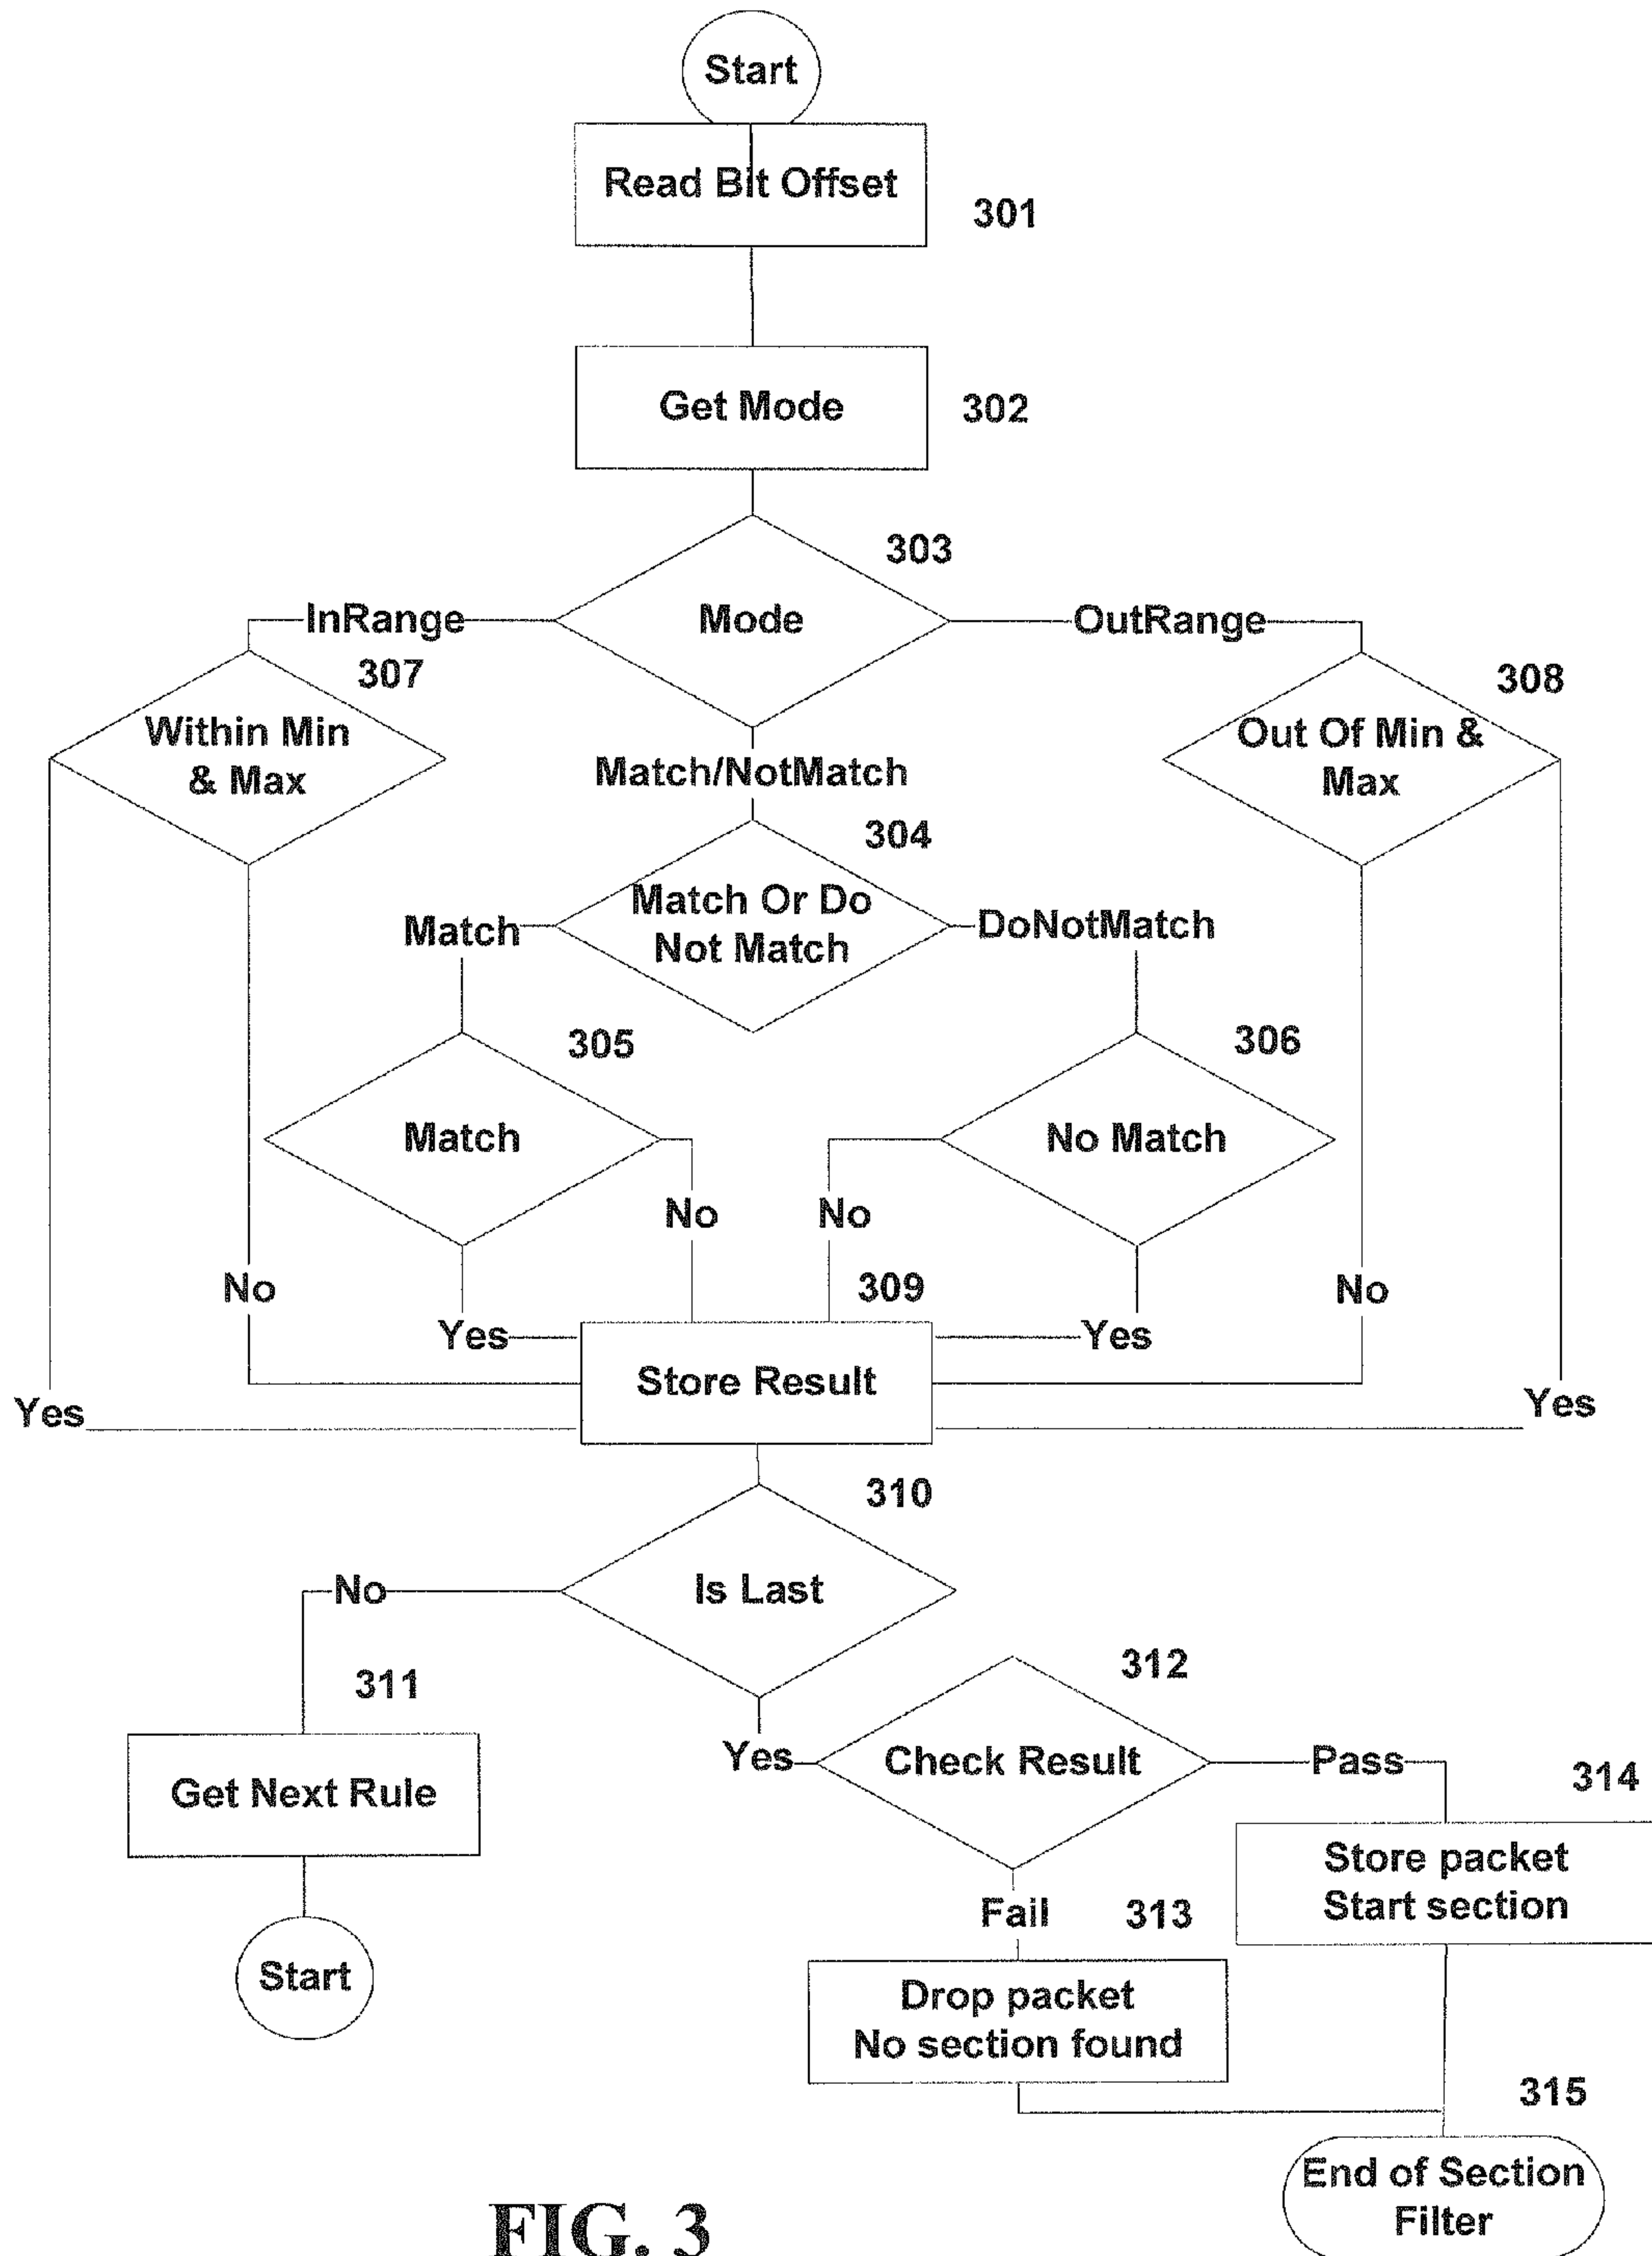 Start
Read Bit Offset
301
Get Mode
302
303
InRange
Mode
OutRange
307
308
Within Min
& Max
Out Of Min &
Max
Match/NotMatch
304
Match Or Do
Not Match
Match
DoNotMatch
305
306
Match
No Match
No
No
No
309
No
Yes
Yes
Store Result
Yes
Yes
310
No
Is Last
312
311
Yes
Check Result
Pass
314
Get Next Rule
Store packet
Start section
Fail
313
Start
Drop packet
No section found
315
End of Section
Filter
FIG. 3